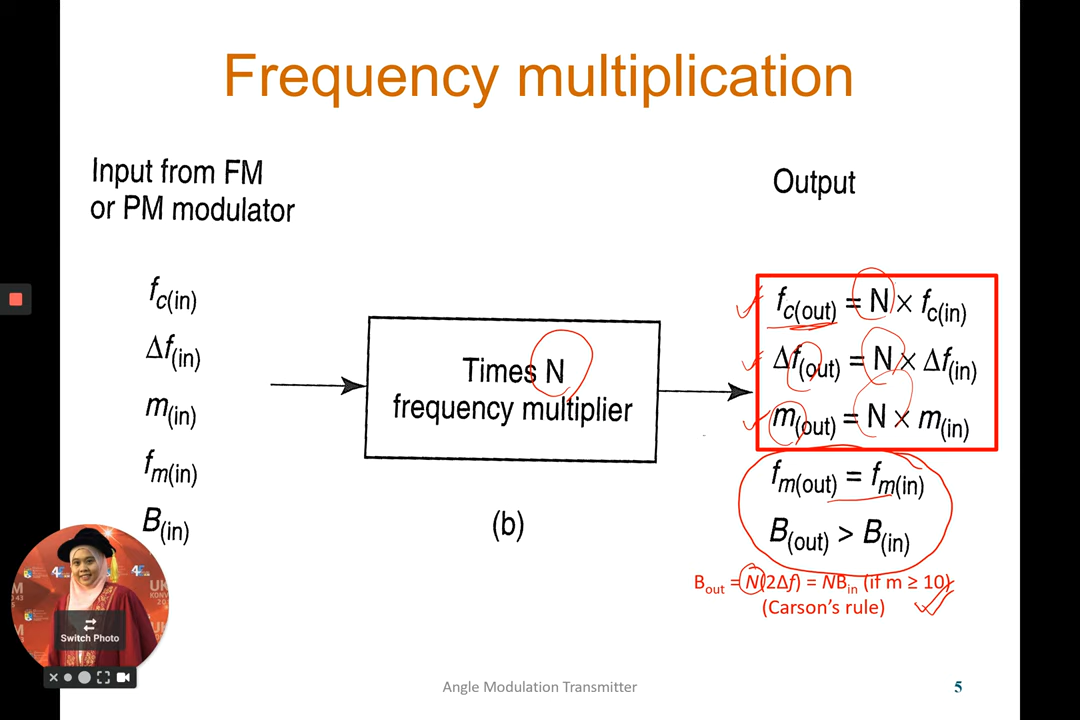 Frequency multiplication
Input from FM
or PM modulator
Output
fc(in)
Δf(in)
m(in)
fm(in)
B(in)
Times N
frequency multiplier
(b)
fc(out) = N × fc(in)
Δf(out) = N × Δf(in)
m(out) = N × m(in)
fm(out) = fm(in)
B(out) > B(in)
Bout = N(2Δf) = NBin (if m ≥ 10)
(Carson's rule)
Switch Photo
Angle Modulation Transmitter
5